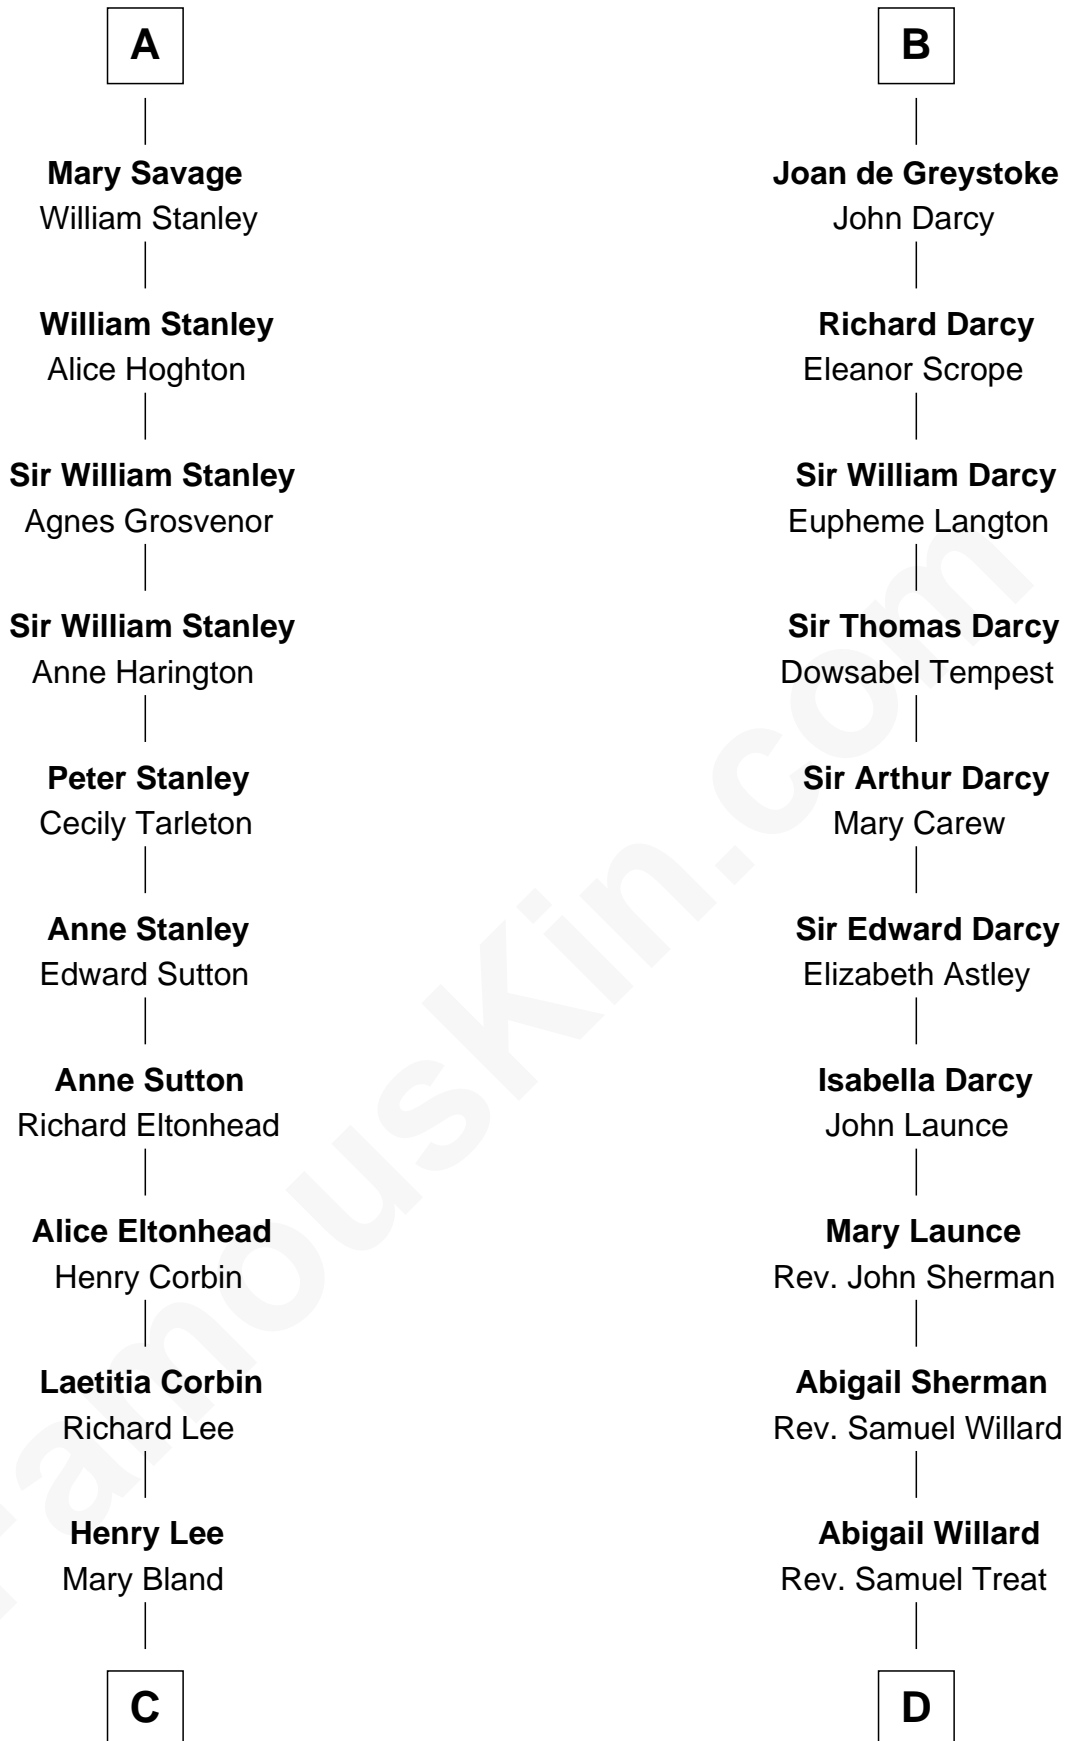 A
Mary Savage
William Stanley
William Stanley
Alice Hoghton
Sir William Stanley
Agnes Grosvenor
Sir William Stanley
Anne Harington
Peter Stanley
Cecily Tarleton
Anne Stanley
Edward Sutton
Anne Sutton
Richard Eltonhead
Alice Eltonhead
Henry Corbin
Laetitia Corbin
Richard Lee
Henry Lee
Mary Bland
C
B
Joan de Greystoke
John Darcy
Richard Darcy
Eleanor Scrope
Sir William Darcy
Eupheme Langton
Sir Thomas Darcy
Dowsabel Tempest
Sir Arthur Darcy
Mary Carew
Sir Edward Darcy
Elizabeth Astley
Isabella Darcy
John Launce
Mary Launce
Rev. John Sherman
Abigail Sherman
Rev. Samuel Willard
Abigail Willard
Rev. Samuel Treat
D
FamousKin.com